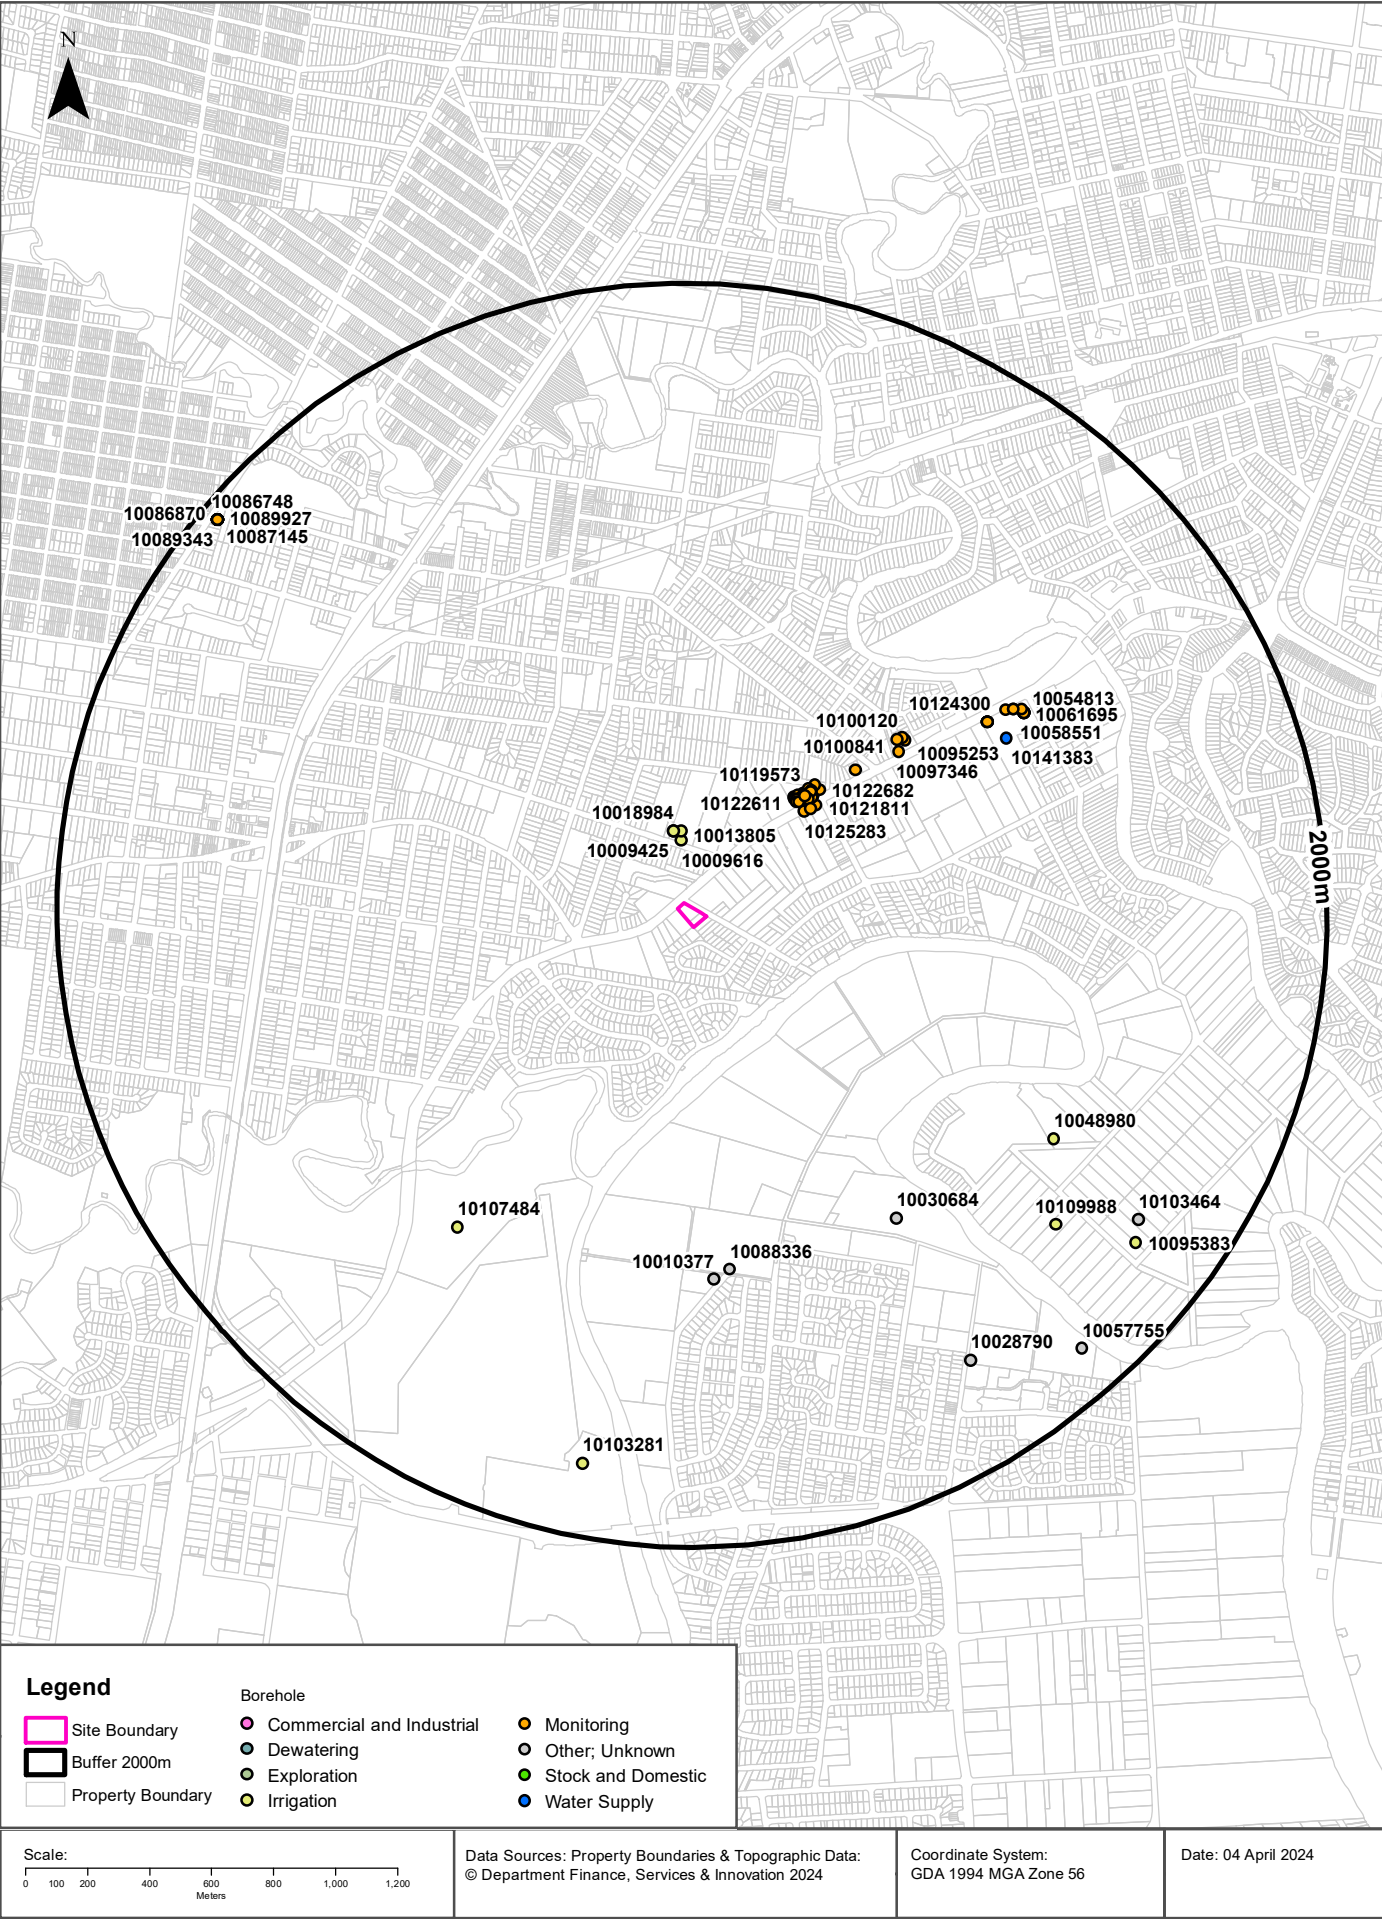 N
10086748
10086870
10089927
10089343
10087145
10124300
10054813
10061695
10058551
10141383
10100120
10100841
10095253
10097346
10119573
10122682
10122611
10121811
10125283
10018984
10013805
10009425
10009616
2000m
10048980
10107484
10030684
10109988
10103464
10095383
10010377
10088336
10028790
10057755
10103281
Legend
Site Boundary
Buffer 2000m
Property Boundary
Borehole
Commercial and Industrial
Dewatering
Exploration
Irrigation
Monitoring
Other; Unknown
Stock and Domestic
Water Supply
Scale:
0 100 200 400 600 800 1,000 1,200
Meters
Data Sources: Property Boundaries & Topographic Data:
© Department Finance, Services & Innovation 2024
Coordinate System:
GDA 1994 MGA Zone 56
Date: 04 April 2024